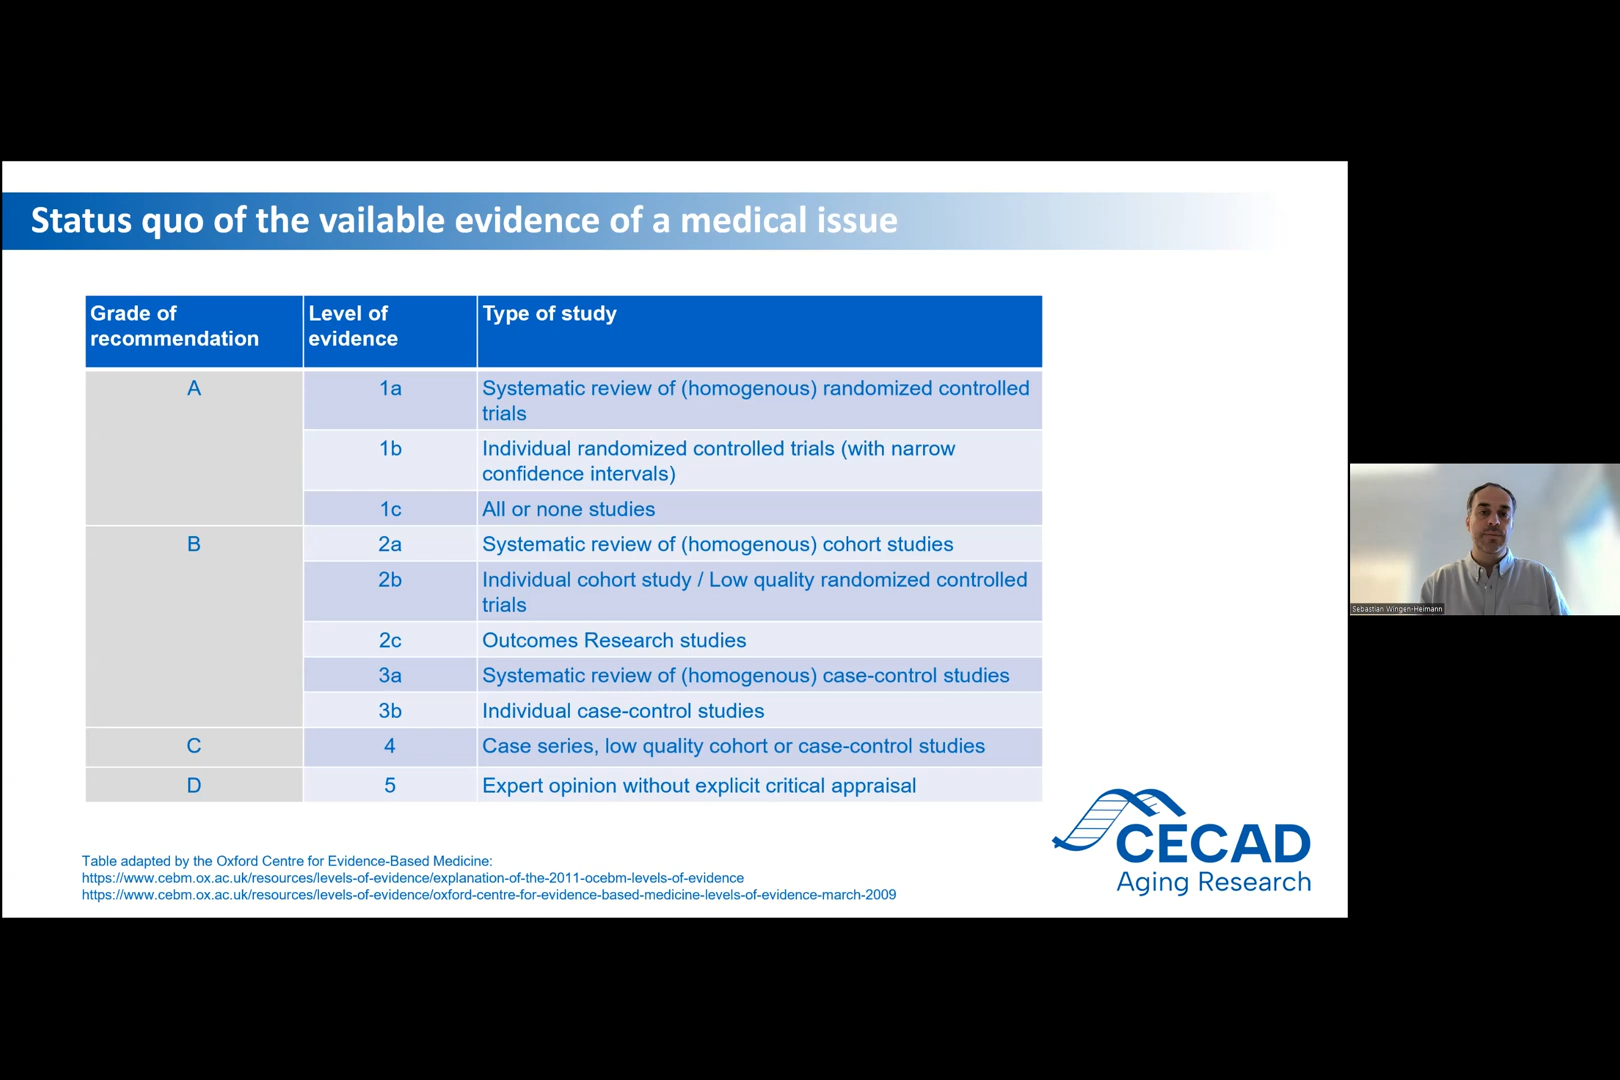 Status quo of the vailable evidence of a medical issue
Grade of
recommendation
Level of
evidence
Type of study
A
1a
Systematic review of (homogenous) randomized controlled
trials
1b
Individual randomized controlled trials (with narrow
confidence intervals)
1c
All or none studies
B
2a
Systematic review of (homogenous) cohort studies
2b
Individual cohort study / Low quality randomized controlled
trials
2c
Outcomes Research studies
3a
Systematic review of (homogenous) case-control studies
3b
Individual case-control studies
C
4
Case series, low quality cohort or case-control studies
D
5
Expert opinion without explicit critical appraisal
Table adapted by the Oxford Centre for Evidence-Based Medicine:
https://www.cebm.ox.ac.uk/resources/levels-of-evidence/explanation-of-the-2011-ocebm-levels-of-evidence
https://www.cebm.ox.ac.uk/resources/levels-of-evidence/oxford-centre-for-evidence-based-medicine-levels-of-evidence-march-2009
CECAD
Aging Research
Sebastian Wingen-Heimann